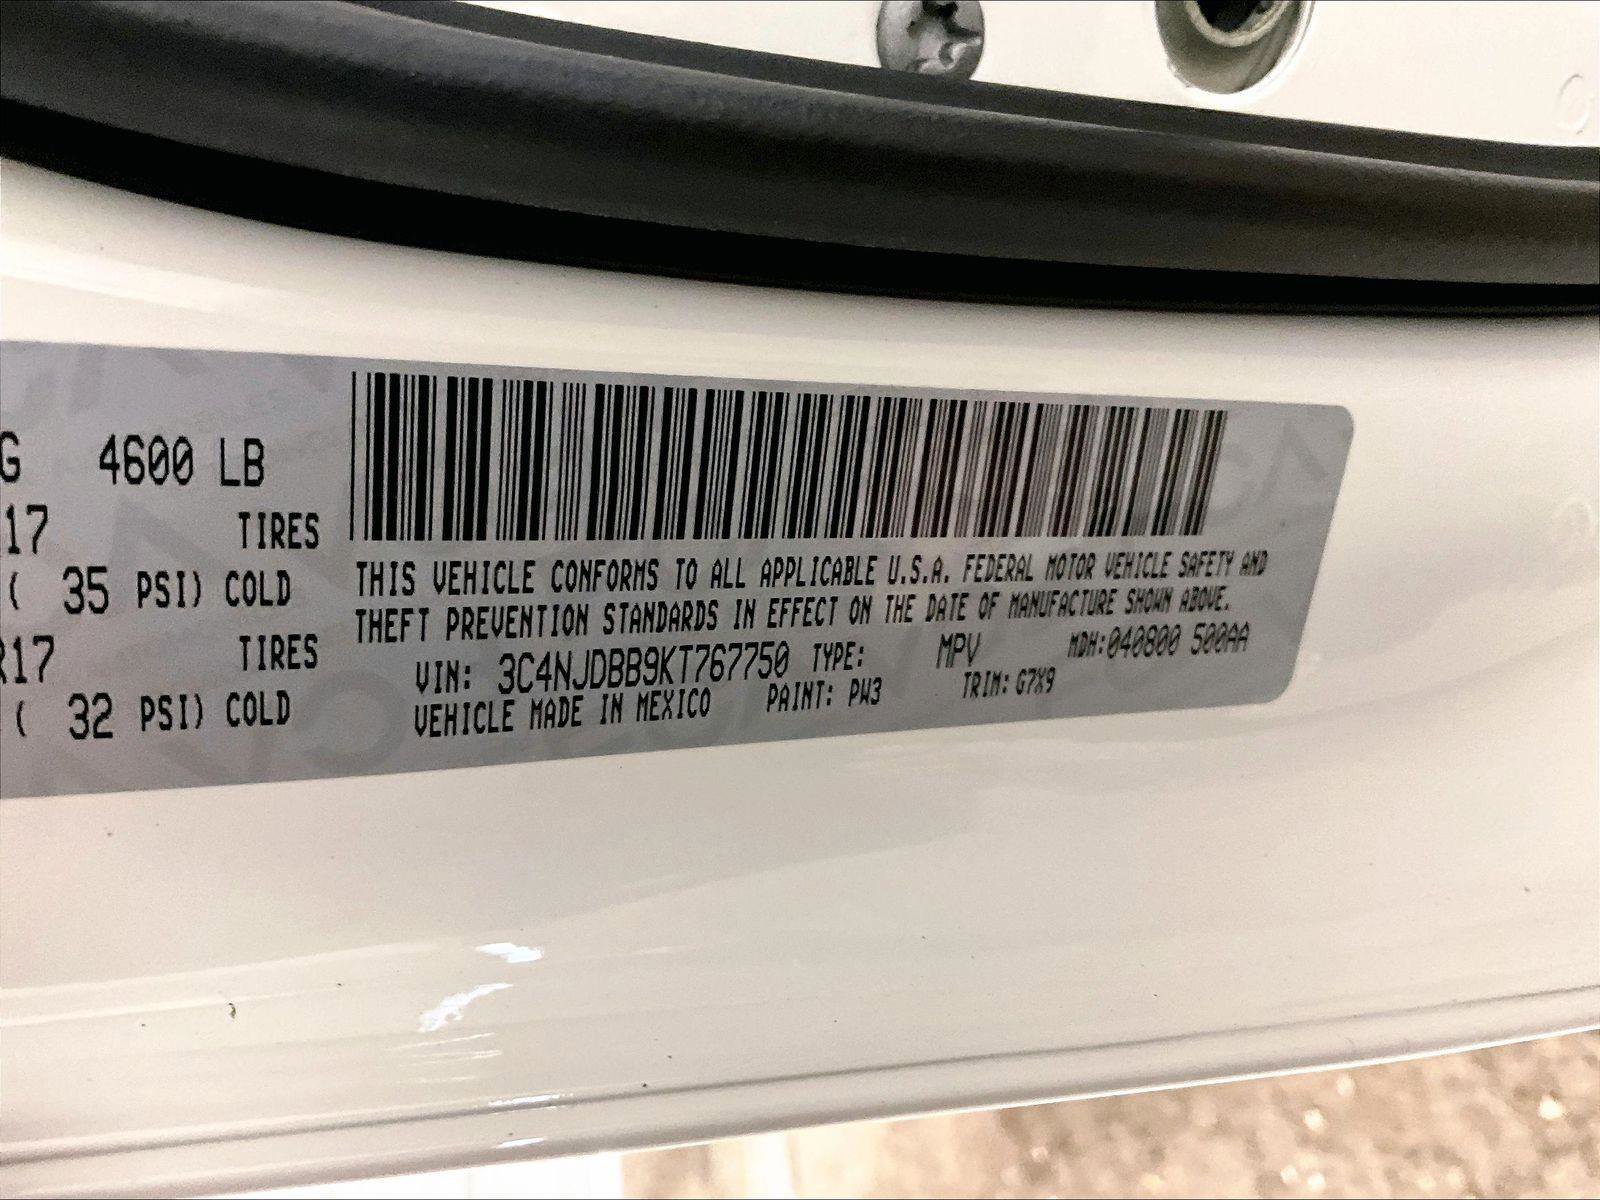 G 4600 LB
17 TIRES
( 35 PSI) COLD
R17 TIRES
( 32 PSI) COLD
THIS VEHICLE CONFORMS TO ALL APPLICABLE U.S.A. FEDERAL MOTOR VEHICLE SAFETY AND
THEFT PREVENTION STANDARDS IN EFFECT ON THE DATE OF MANUFACTURE SHOWN ABOVE.
VIN: 3C4NJDBB9KT767750 TYPE: MPV MDH:040800 500AA
VEHICLE MADE IN MEXICO PAINT: PW3 TRIM: G7X9